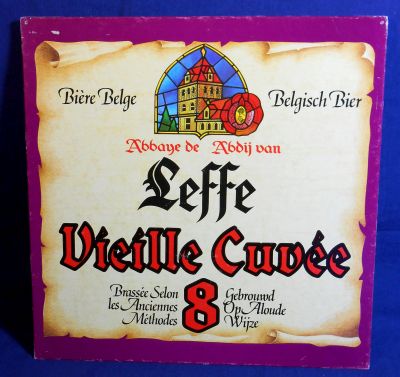 Bière Belge
Belgisch Bier
Abbaye de Abdij van
Leffe
Vieille Cuvée
8
Brassée Selon
les Anciennes
Méthodes
Gebrouwd
Op Aloude
Wijze